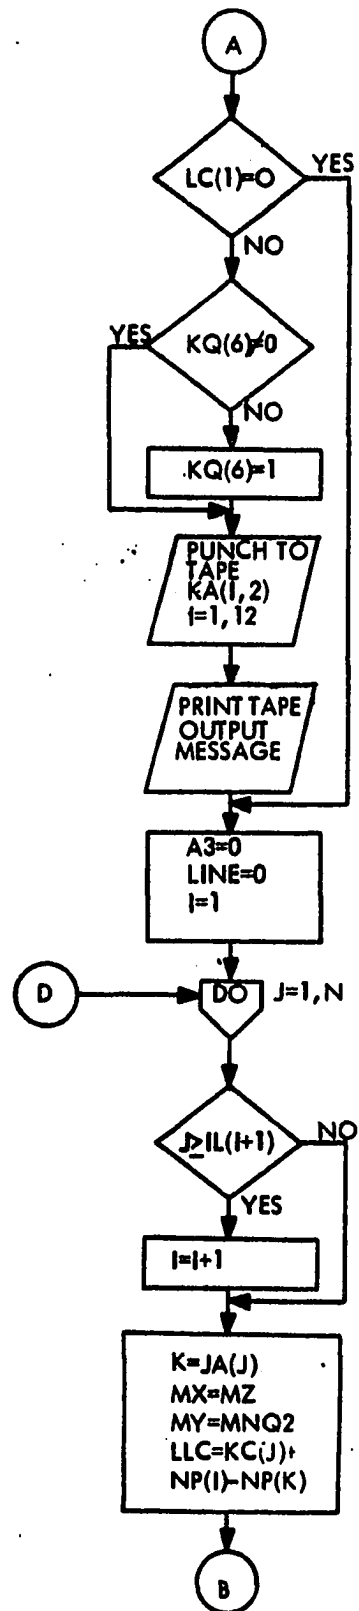 A
LC(1)=0
YES
NO
KQ(6)≠0
YES
NO
KQ(6)=1
PUNCH TO
TAPE
KA(I,2)
I=1,12
PRINT TAPE
OUTPUT
MESSAGE
A3=0
LINE=0
I=1
D
DO
J=1,N
J≥IL(I+1)
NO
YES
I=I+1
K=JA(J)
MX=MZ
MY=MNQ2
LLC=KC(J)+
NP(I)-NP(K)
B